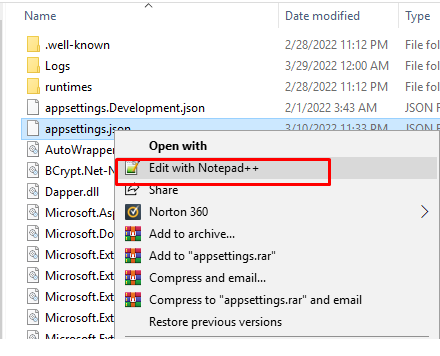 Name Date modified Type
.well-known 2/28/2022 11:12 PM File fo
Logs 3/29/2022 12:00 AM File fo
runtimes 2/28/2022 11:12 PM File fo
appsettings.Development.json 2/1/2022 3:43 AM JSON F
appsettings.json 3/10/2022 11:33 PM JSON F
AutoWrapper
Open with
BCrypt.Net-N
Edit with Notepad++
Dapper.dll
Share
Microsoft.Asp
Norton 360
Microsoft.Do
Add to archive...
Microsoft.Ext
Add to "appsettings.rar"
Microsoft.Ext
Compress and email...
Microsoft.Ext
Compress to "appsettings.rar" and email
Microsoft.Ext
Restore previous versions
Microsoft.Ext